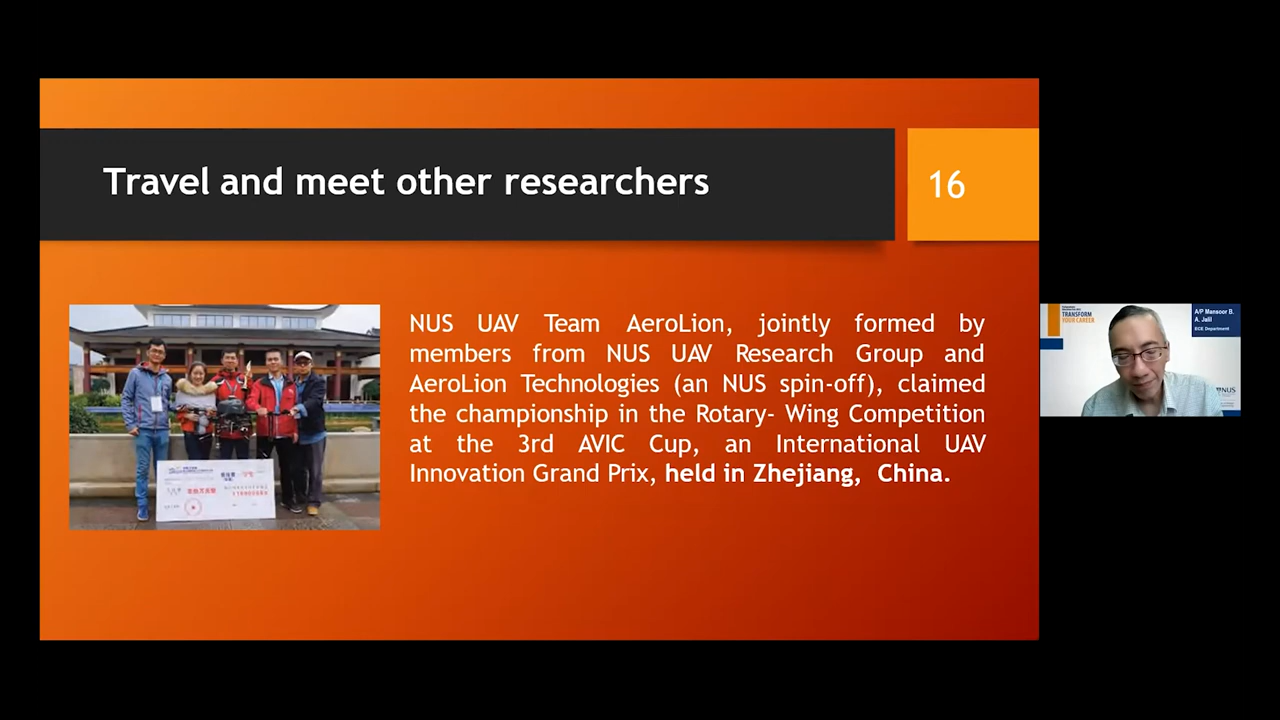 Travel and meet other researchers
16
NUS UAV Team AeroLion, jointly formed by
members from NUS UAV Research Group and
AeroLion Technologies (an NUS spin-off), claimed
the championship in the Rotary- Wing Competition
at the 3rd AVIC Cup, an International UAV
Innovation Grand Prix, held in Zhejiang, China.
TRANSFORM
YOUR CAREER
A/P Mansoor B.
A. Jalil
ECE Department
NUS